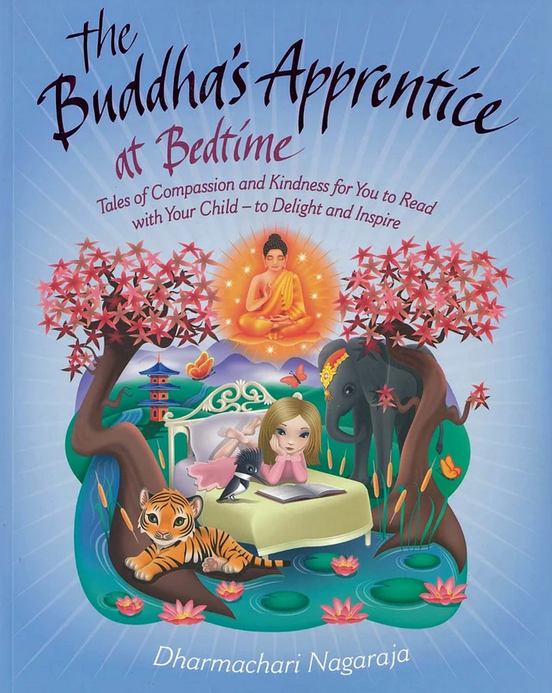 the
Buddha's Apprentice
at Bedtime
Tales of Compassion and Kindness for You to Read
with Your Child – to Delight and Inspire
Dharmachari Nagaraja